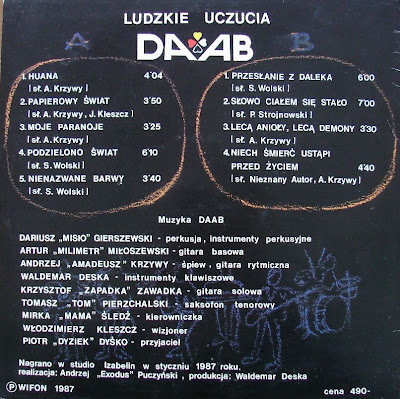 LUDZKIE UCZUCIA
DAAB
A
1. HUANA 4'04
[sł. A. Krzywy]
2. PAPIEROWY ŚWIAT 3'50
[sł. A. Krzywy, J. Kleszcz]
3. MOJE PARANOJE 3'25
[sł. A. Krzywy]
4. PODZIELONO ŚWIAT 6'10
[sł. S. Wolski]
5. NIENAZWANE BARWY 3'40
[sł. S. Wolski]
B
1. PRZESŁANIE Z DALEKA 6'00
[sł. S. Wolski]
2. SŁOWO CIAŁEM SIĘ STAŁO 7'00
[sł. P. Strojnowski]
3. LECĄ ANIOŁY, LECĄ DEMONY 3'30
[sł. A. Krzywy]
4. NIECH ŚMIERĆ USTĄPI
PRZED ŻYCIEM 4'40
[sł. Nieznany Autor, A. Krzywy]
Muzyka DAAB
DARIUSZ „MISIO" GIERSZEWSKI - perkusja, instrumenty perkusyjne
ARTUR „MILIMETR" MIŁOSZEWSKI - gitara basowa
ANDRZEJ „AMADEUSZ" KRZYWY - śpiew, gitara rytmiczna
WALDEMAR DESKA - instrumenty klawiszowe
KRZYSZTOF „ZAPADKA" ZAWADKA - gitara solowa
TOMASZ „TOM" PIERZCHALSKI - saksofon tenorowy
MIRKA „MAMA" ŚLEDŹ - kierowniczka
WŁODZIMIERZ KLESZCZ - wizjoner
PIOTR „DYZIEK" DYŚKO - przyjaciel
Nagrano w studio Izabelin w styczniu 1987 roku.
realizacja: Andrzej „Exodus" Puczyński, produkcja: Waldemar Deska
Ⓟ WIFON 1987
cena 490-